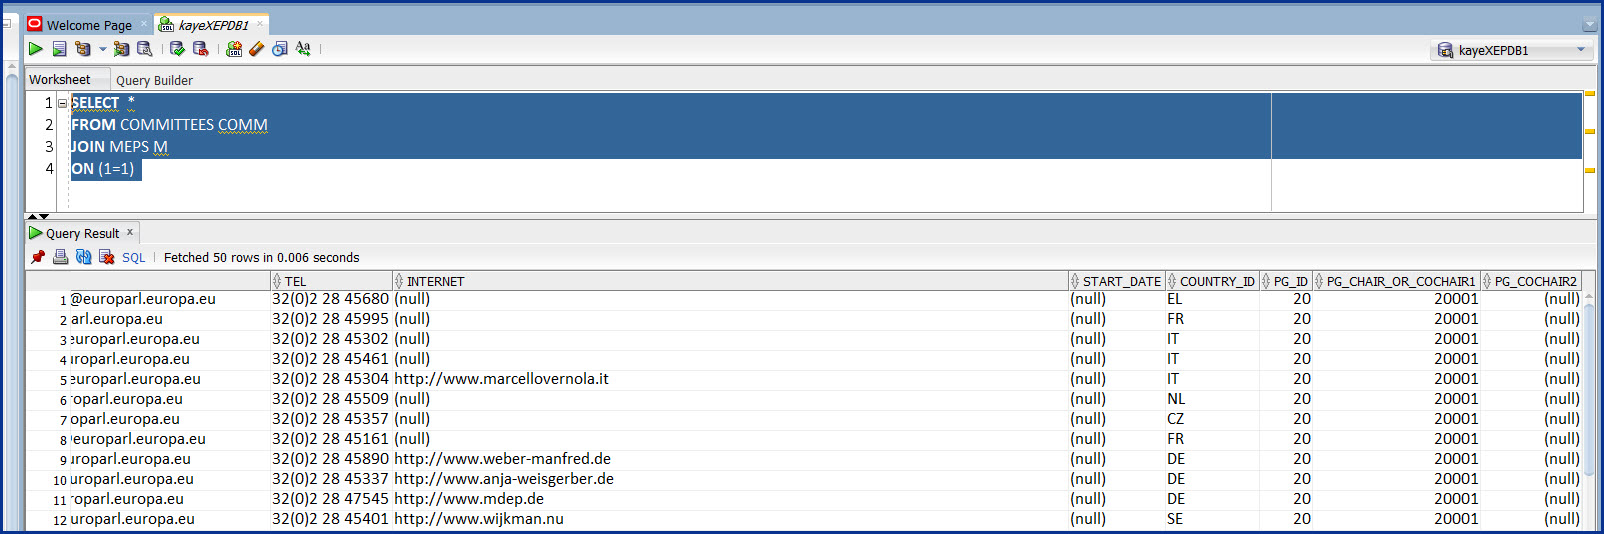 Welcome Page
kayeXEPDB1
kayeXEPDB1
Worksheet Query Builder
1 SELECT *
2 FROM COMMITTEES COMM
3 JOIN MEPS M
4 ON (1=1)
Query Result
SQL Fetched 50 rows in 0.006 seconds
TEL INTERNET START_DATE COUNTRY_ID PG_ID PG_CHAIR_OR_COCHAIR1 PG_COCHAIR2
1 @europarl.europa.eu 32(0)2 28 45680 (null) (null) EL 20 20001 (null)
2 arl.europa.eu 32(0)2 28 45995 (null) (null) FR 20 20001 (null)
3 europarl.europa.eu 32(0)2 28 45302 (null) (null) IT 20 20001 (null)
4 uroparl.europa.eu 32(0)2 28 45461 (null) (null) IT 20 20001 (null)
5 europarl.europa.eu 32(0)2 28 45304 http://www.marcellovernola.it (null) IT 20 20001 (null)
6 roparl.europa.eu 32(0)2 28 45509 (null) (null) NL 20 20001 (null)
7 oparl.europa.eu 32(0)2 28 45357 (null) (null) CZ 20 20001 (null)
8 europarl.europa.eu 32(0)2 28 45161 (null) (null) FR 20 20001 (null)
9 uroparl.europa.eu 32(0)2 28 45890 http://www.weber-manfred.de (null) DE 20 20001 (null)
10 uroparl.europa.eu 32(0)2 28 45337 http://www.anja-weisgerber.de (null) DE 20 20001 (null)
11 roparl.europa.eu 32(0)2 28 47545 http://www.mdep.de (null) DE 20 20001 (null)
12 uroparl.europa.eu 32(0)2 28 45401 http://www.wijkman.nu (null) SE 20 20001 (null)